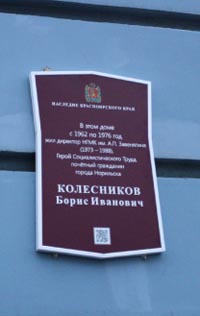 НАСЛЕДИЕ КРАСНОЯРСКОГО КРАЯ
В этом доме
с 1962 по 1976 год
жил директор НГМК им. А.П. Завенягина
(1973 – 1988),
Герой Социалистического Труда,
почётный гражданин
города Норильска
КОЛЕСНИКОВ
Борис Иванович